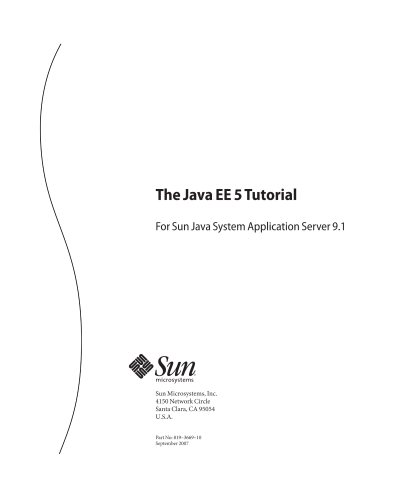 The Java EE 5 Tutorial
For Sun Java System Application Server 9.1
Sun
microsystems
Sun Microsystems, Inc.
4150 Network Circle
Santa Clara, CA 95054
U.S.A.
Part No: 819–3669–10
September 2007